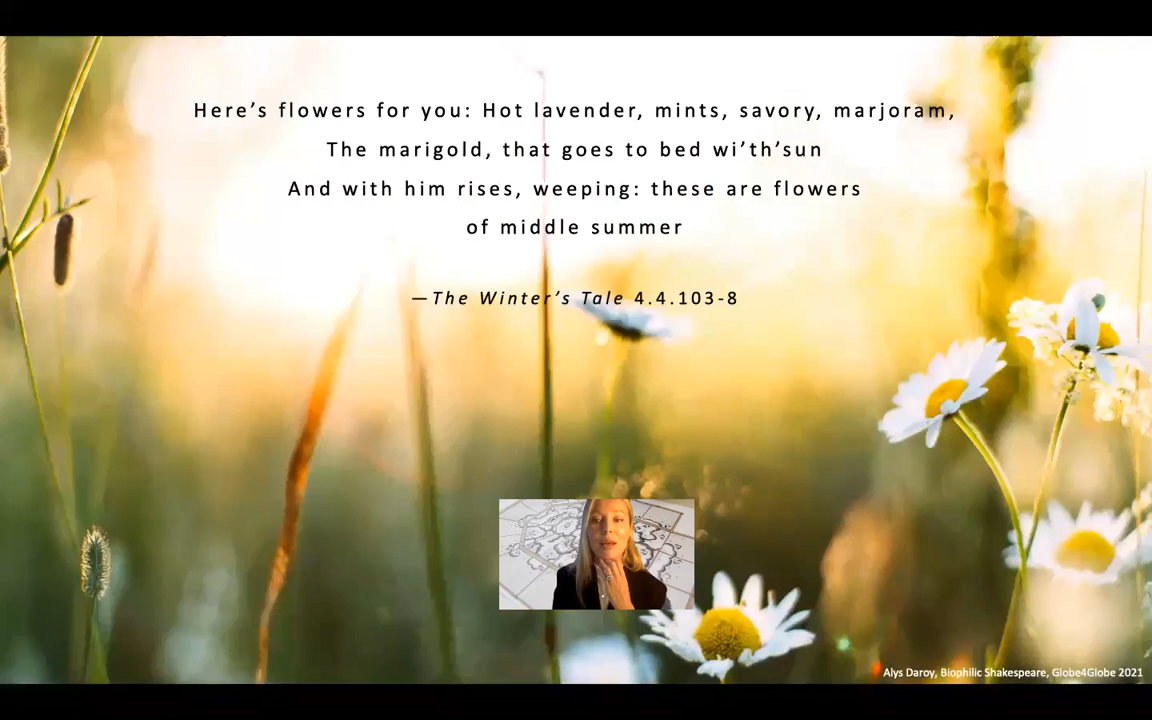 Here’s flowers for you: Hot lavender, mints, savory, marjoram,
The marigold, that goes to bed wi’th’sun
And with him rises, weeping: these are flowers
of middle summer
—The Winter’s Tale 4.4.103-8
Alys Daroy, Biophilic Shakespeare, Globe4Globe 2021